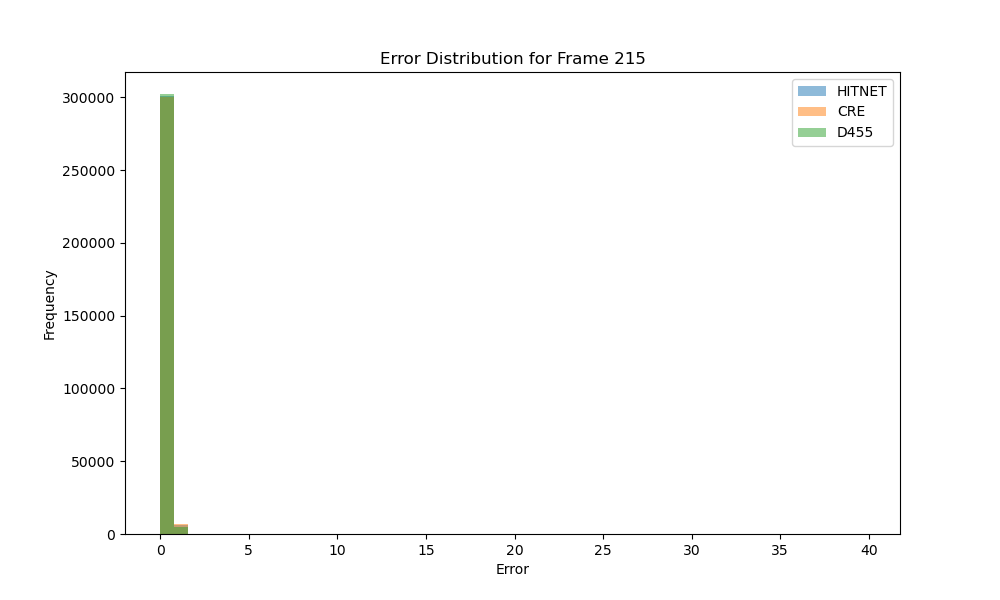 Error Distribution for Frame 215
HITNET
CRE
D455
Frequency
300000
250000
200000
150000
100000
50000
0
0 5 10 15 20 25 30 35 40
Error